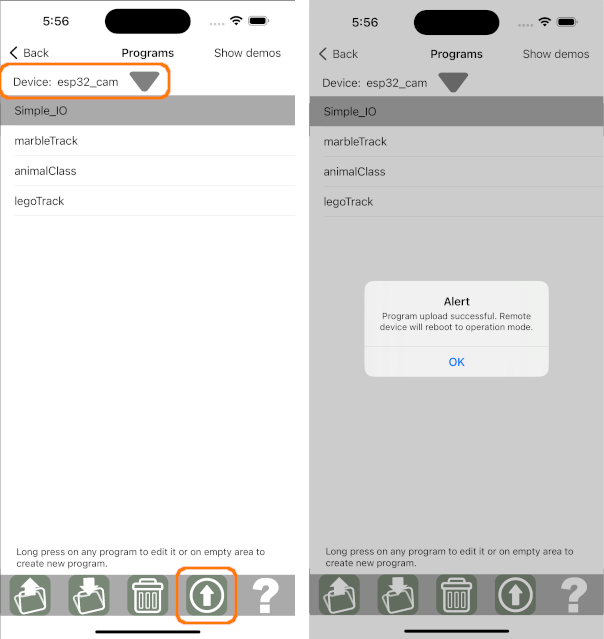 5:56
Back Programs Show demos
Device: esp32_cam
Simple_IO
marbleTrack
animalClass
legoTrack
Long press on any program to edit it or on empty area to
create new program.
?
5:56
Back Programs Show demos
Device: esp32_cam
Simple_IO
marbleTrack
animalClass
legoTrack
Alert
Program upload successful. Remote
device will reboot to operation mode.
OK
Long press on any program to edit it or on empty area to
create new program.
?